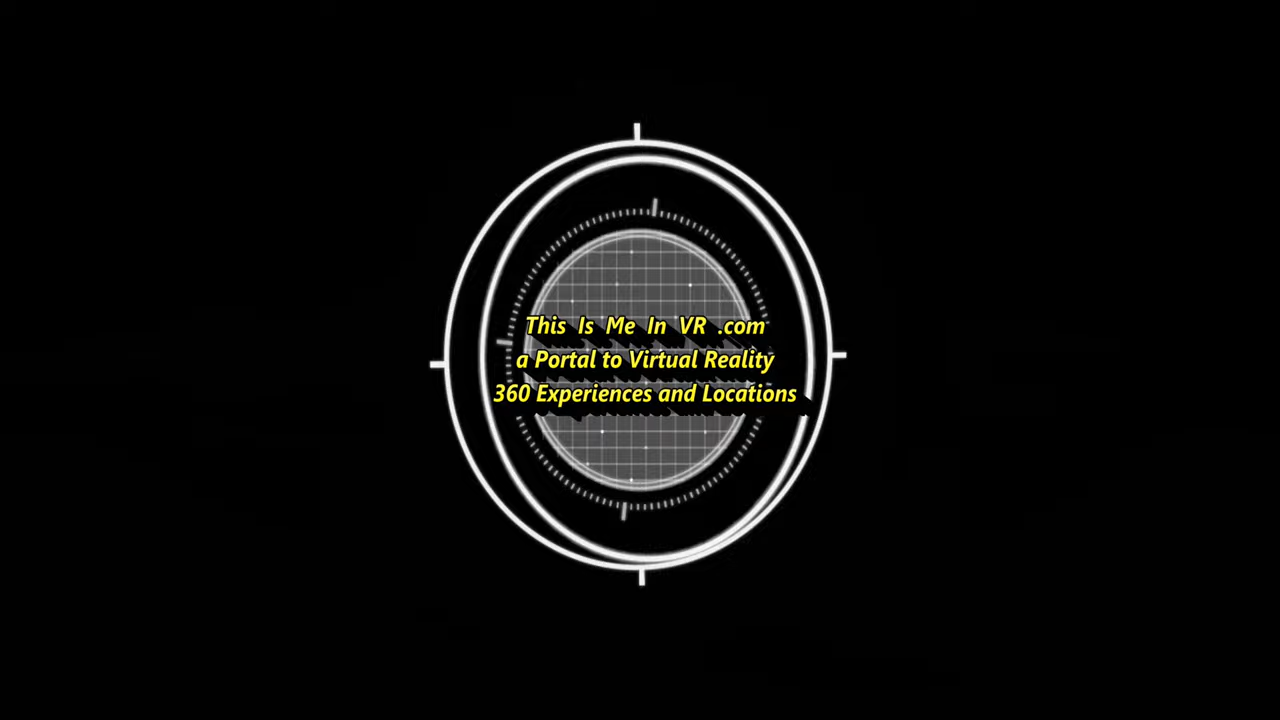 This Is Me In VR .com
a Portal to Virtual Reality
360 Experiences and Locations